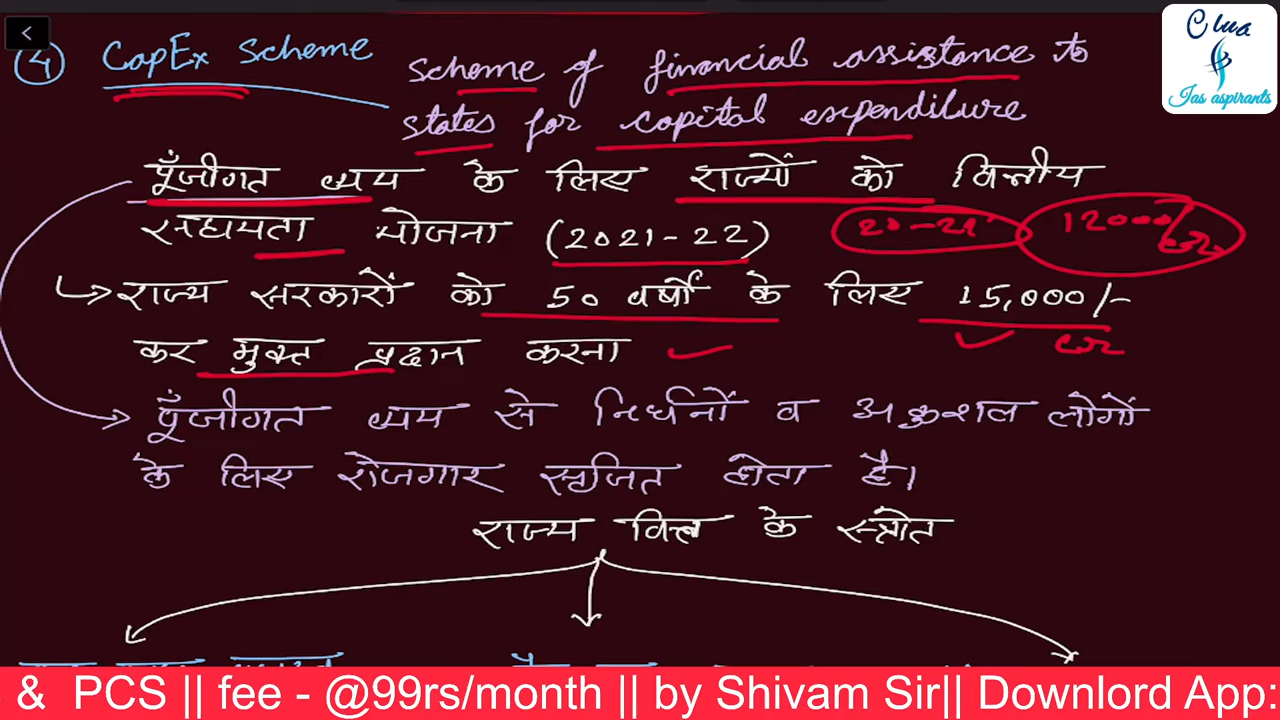 Clua
Ias aspirants
④ CapEx Scheme
Scheme of financial assistance to
states for capital expenditure
पूँजीगत व्यय के लिए राज्यों को वित्तीय
सहायता योजना (2021-22)
20-21
12000/
cor
→ राज्य सरकारों को 50 वर्षों के लिए 15,000/-
cor
कर मुक्त प्रदान करना
→ पूँजीगत व्यय से निर्धनों व अकुशल लोगों
के लिए रोजगार सृजित होता है।
राज्य वित्त के स्त्रोत
& PCS || fee - @99rs/month || by Shivam Sir|| Downlord App: